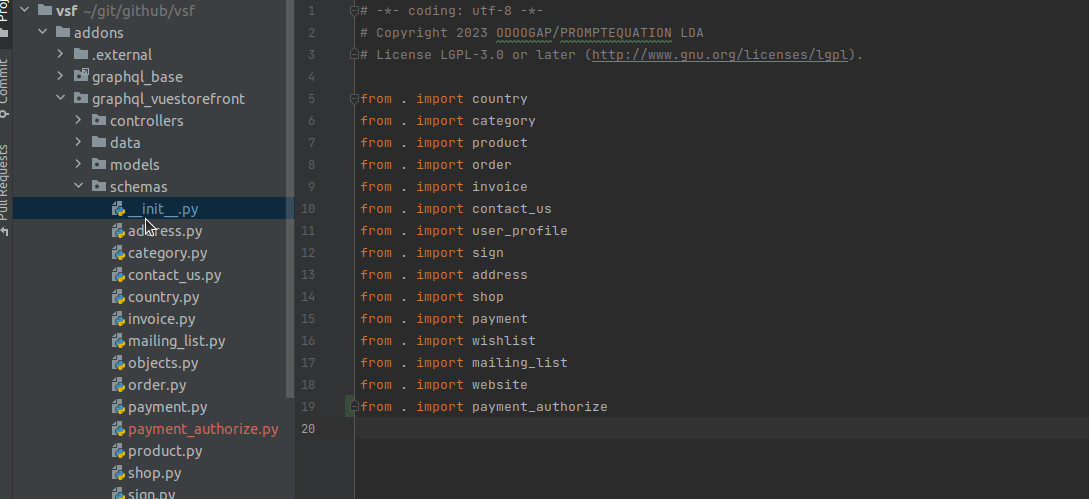 vsf ~/git/github/vsf
addons
.external
graphql_base
graphql_vuestorefront
controllers
data
models
schemas
__init__.py
address.py
category.py
contact_us.py
country.py
invoice.py
mailing_list.py
objects.py
order.py
payment.py
payment_authorize.py
product.py
shop.py
sign.py
Commit
Pull Requests
1 # -*- coding: utf-8 -*-
2 # Copyright 2023 ODOOGAP/PROMPTEQUATION LDA
3 # License LGPL-3.0 or later (http://www.gnu.org/licenses/lgpl).
4
5 from . import country
6 from . import category
7 from . import product
8 from . import order
9 from . import invoice
10 from . import contact_us
11 from . import user_profile
12 from . import sign
13 from . import address
14 from . import shop
15 from . import payment
16 from . import wishlist
17 from . import mailing_list
18 from . import website
19 from . import payment_authorize
20